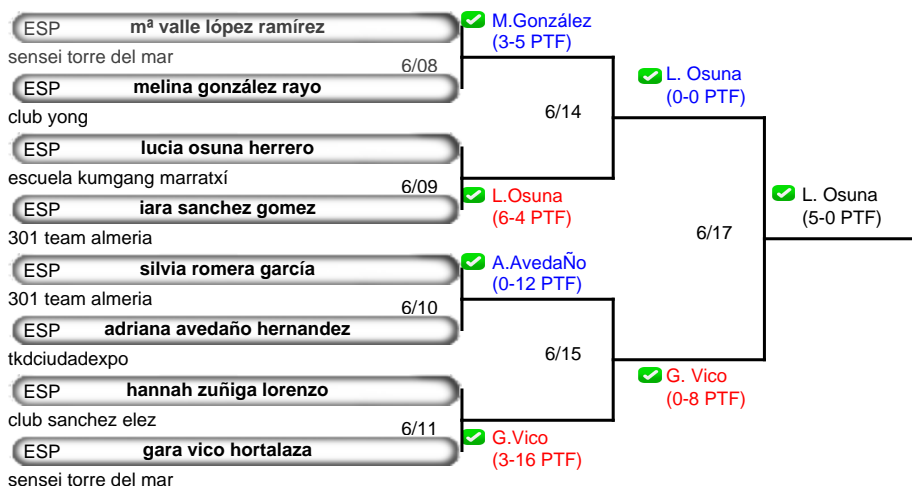 ESP mª valle lópez ramírez
sensei torre del mar
6/08
ESP melina gonzález rayo
club yong
M.González
(3-5 PTF)
6/14
L. Osuna
(0-0 PTF)
ESP lucia osuna herrero
escuela kumgang marratxí
6/09
ESP iara sanchez gomez
301 team almeria
L.Osuna
(6-4 PTF)
6/17
L. Osuna
(5-0 PTF)
ESP silvia romera garcía
301 team almeria
6/10
ESP adriana avedaño hernandez
tkdciudadexpo
A.AvedaÑo
(0-12 PTF)
6/15
G. Vico
(0-8 PTF)
ESP hannah zuñiga lorenzo
club sanchez elez
6/11
ESP gara vico hortalaza
sensei torre del mar
G.Vico
(3-16 PTF)